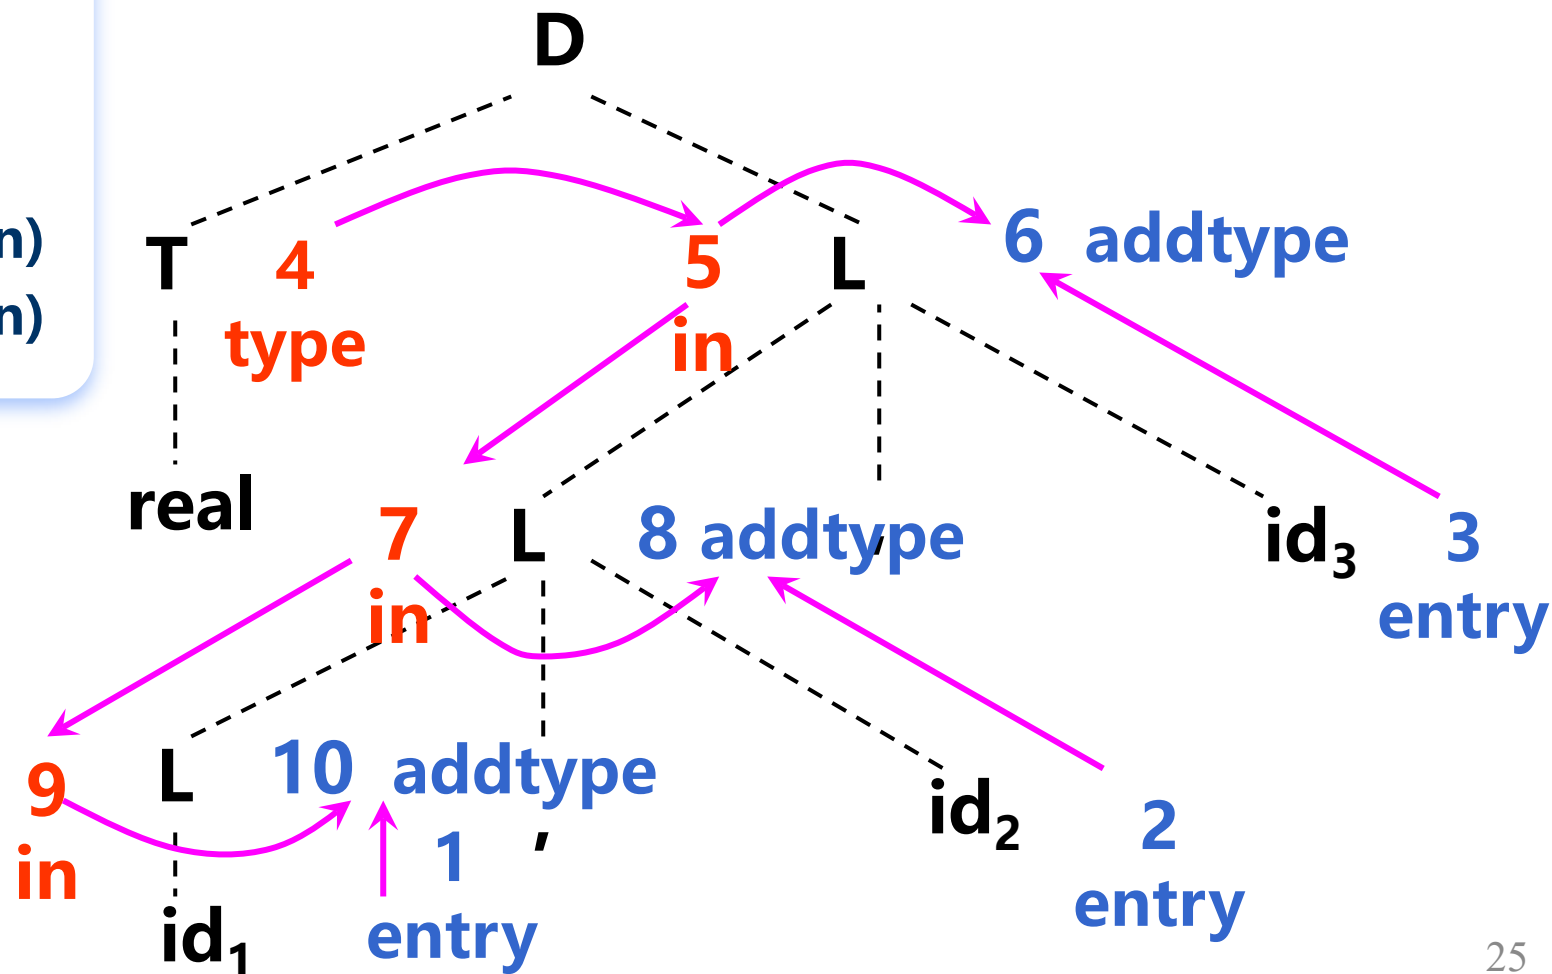 D
n)
n)
T 4 5 L 6 addtype
type in
real 7 L 8 addtype , id3 3
in entry
9 L 10 addtype id2 2
in 1 , entry
id1 entry
25